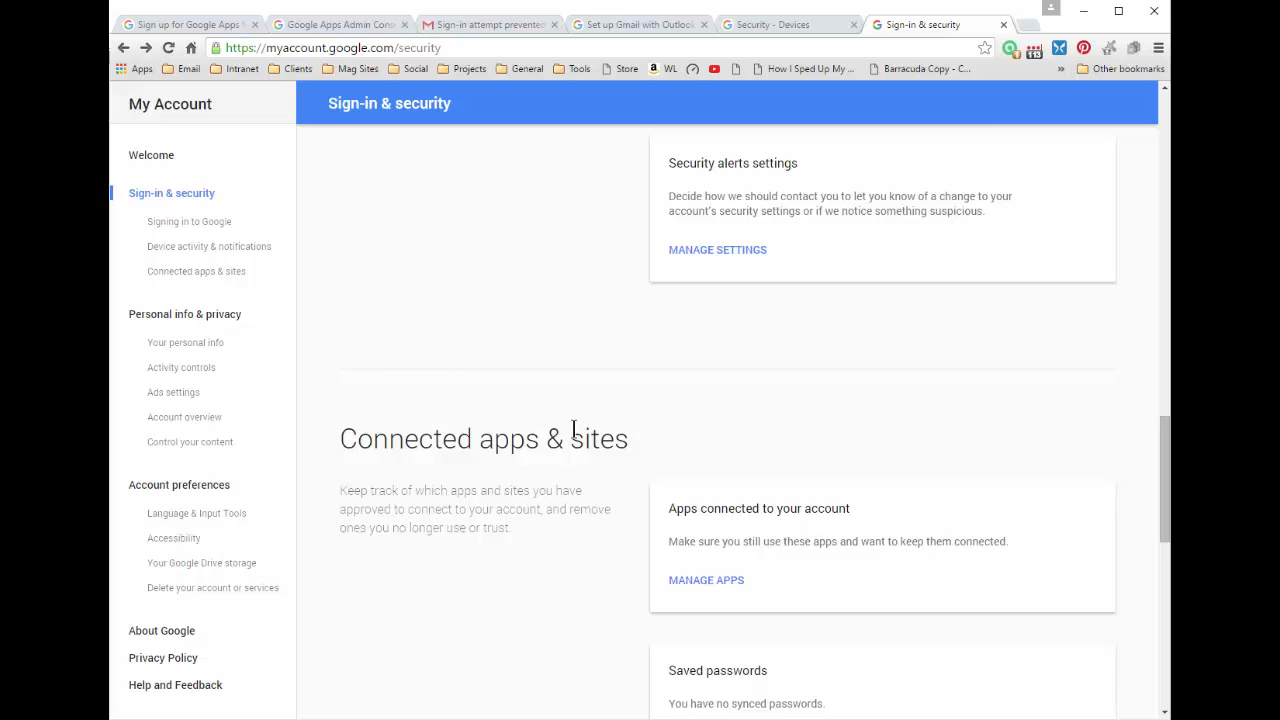 Sign up for Google Apps
Google Apps Admin Cons
Sign-in attempt prevented
Set up Gmail with Outlook
Security - Devices
Sign-in & security
https://myaccount.google.com/security
Apps
Email
Intranet
Clients
Mag Sites
Social
Projects
General
Tools
Store
WL
How I Sped Up My ...
Barracuda Copy - C...
»
Other bookmarks
My Account
Sign-in & security
Welcome
Sign-in & security
Signing in to Google
Device activity & notifications
Connected apps & sites
Personal info & privacy
Your personal info
Activity controls
Ads settings
Account overview
Control your content
Account preferences
Language & Input Tools
Accessibility
Your Google Drive storage
Delete your account or services
About Google
Privacy Policy
Help and Feedback
Security alerts settings
Decide how we should contact you to let you know of a change to your
account's security settings or if we notice something suspicious.
MANAGE SETTINGS
Connected apps & sites
Keep track of which apps and sites you have
approved to connect to your account, and remove
ones you no longer use or trust.
Apps connected to your account
Make sure you still use these apps and want to keep them connected.
MANAGE APPS
Saved passwords
You have no synced passwords.